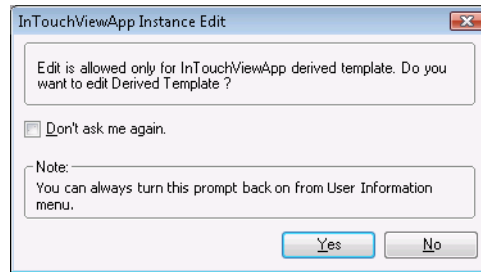 InTouchViewApp Instance Edit
Edit is allowed only for InTouchViewApp derived template. Do you
want to edit Derived Template ?
Don't ask me again.
Note:
You can always turn this prompt back on from User Information
menu.
Yes
No